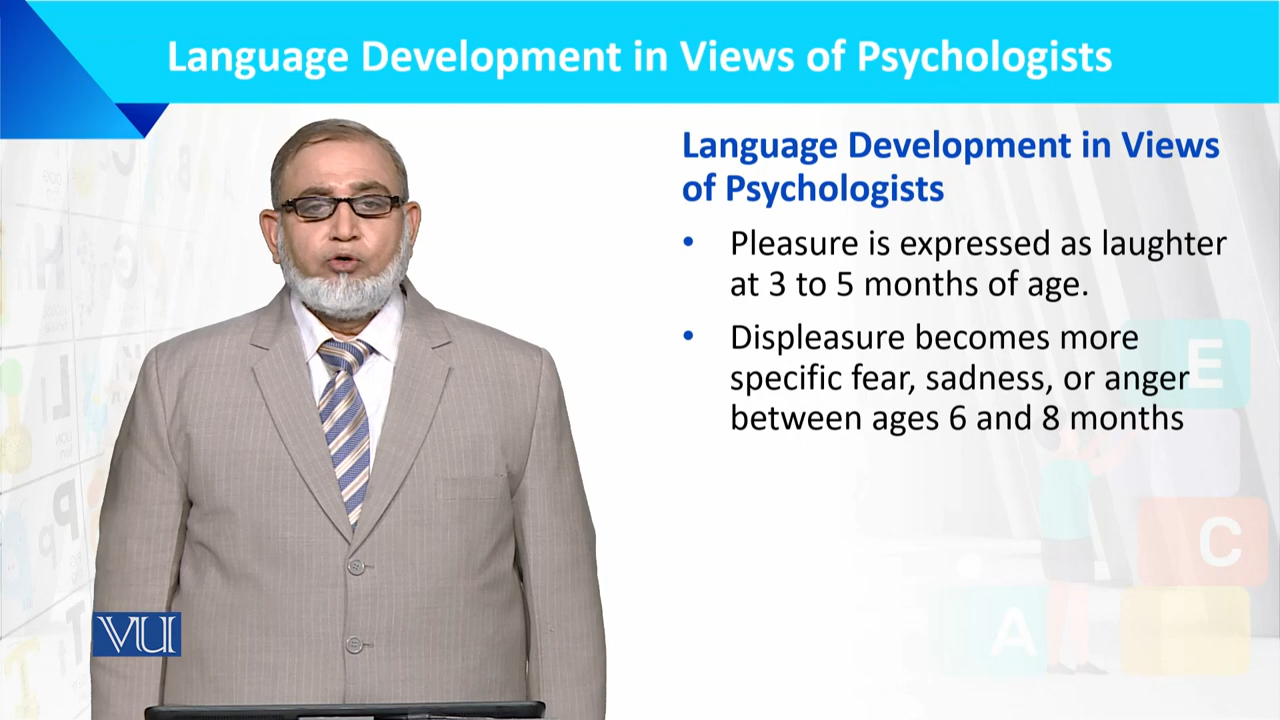 Language Development in Views of Psychologists
Language Development in Views
of Psychologists
• Pleasure is expressed as laughter
at 3 to 5 months of age.
• Displeasure becomes more
specific fear, sadness, or anger
between ages 6 and 8 months
E
C
A
VU